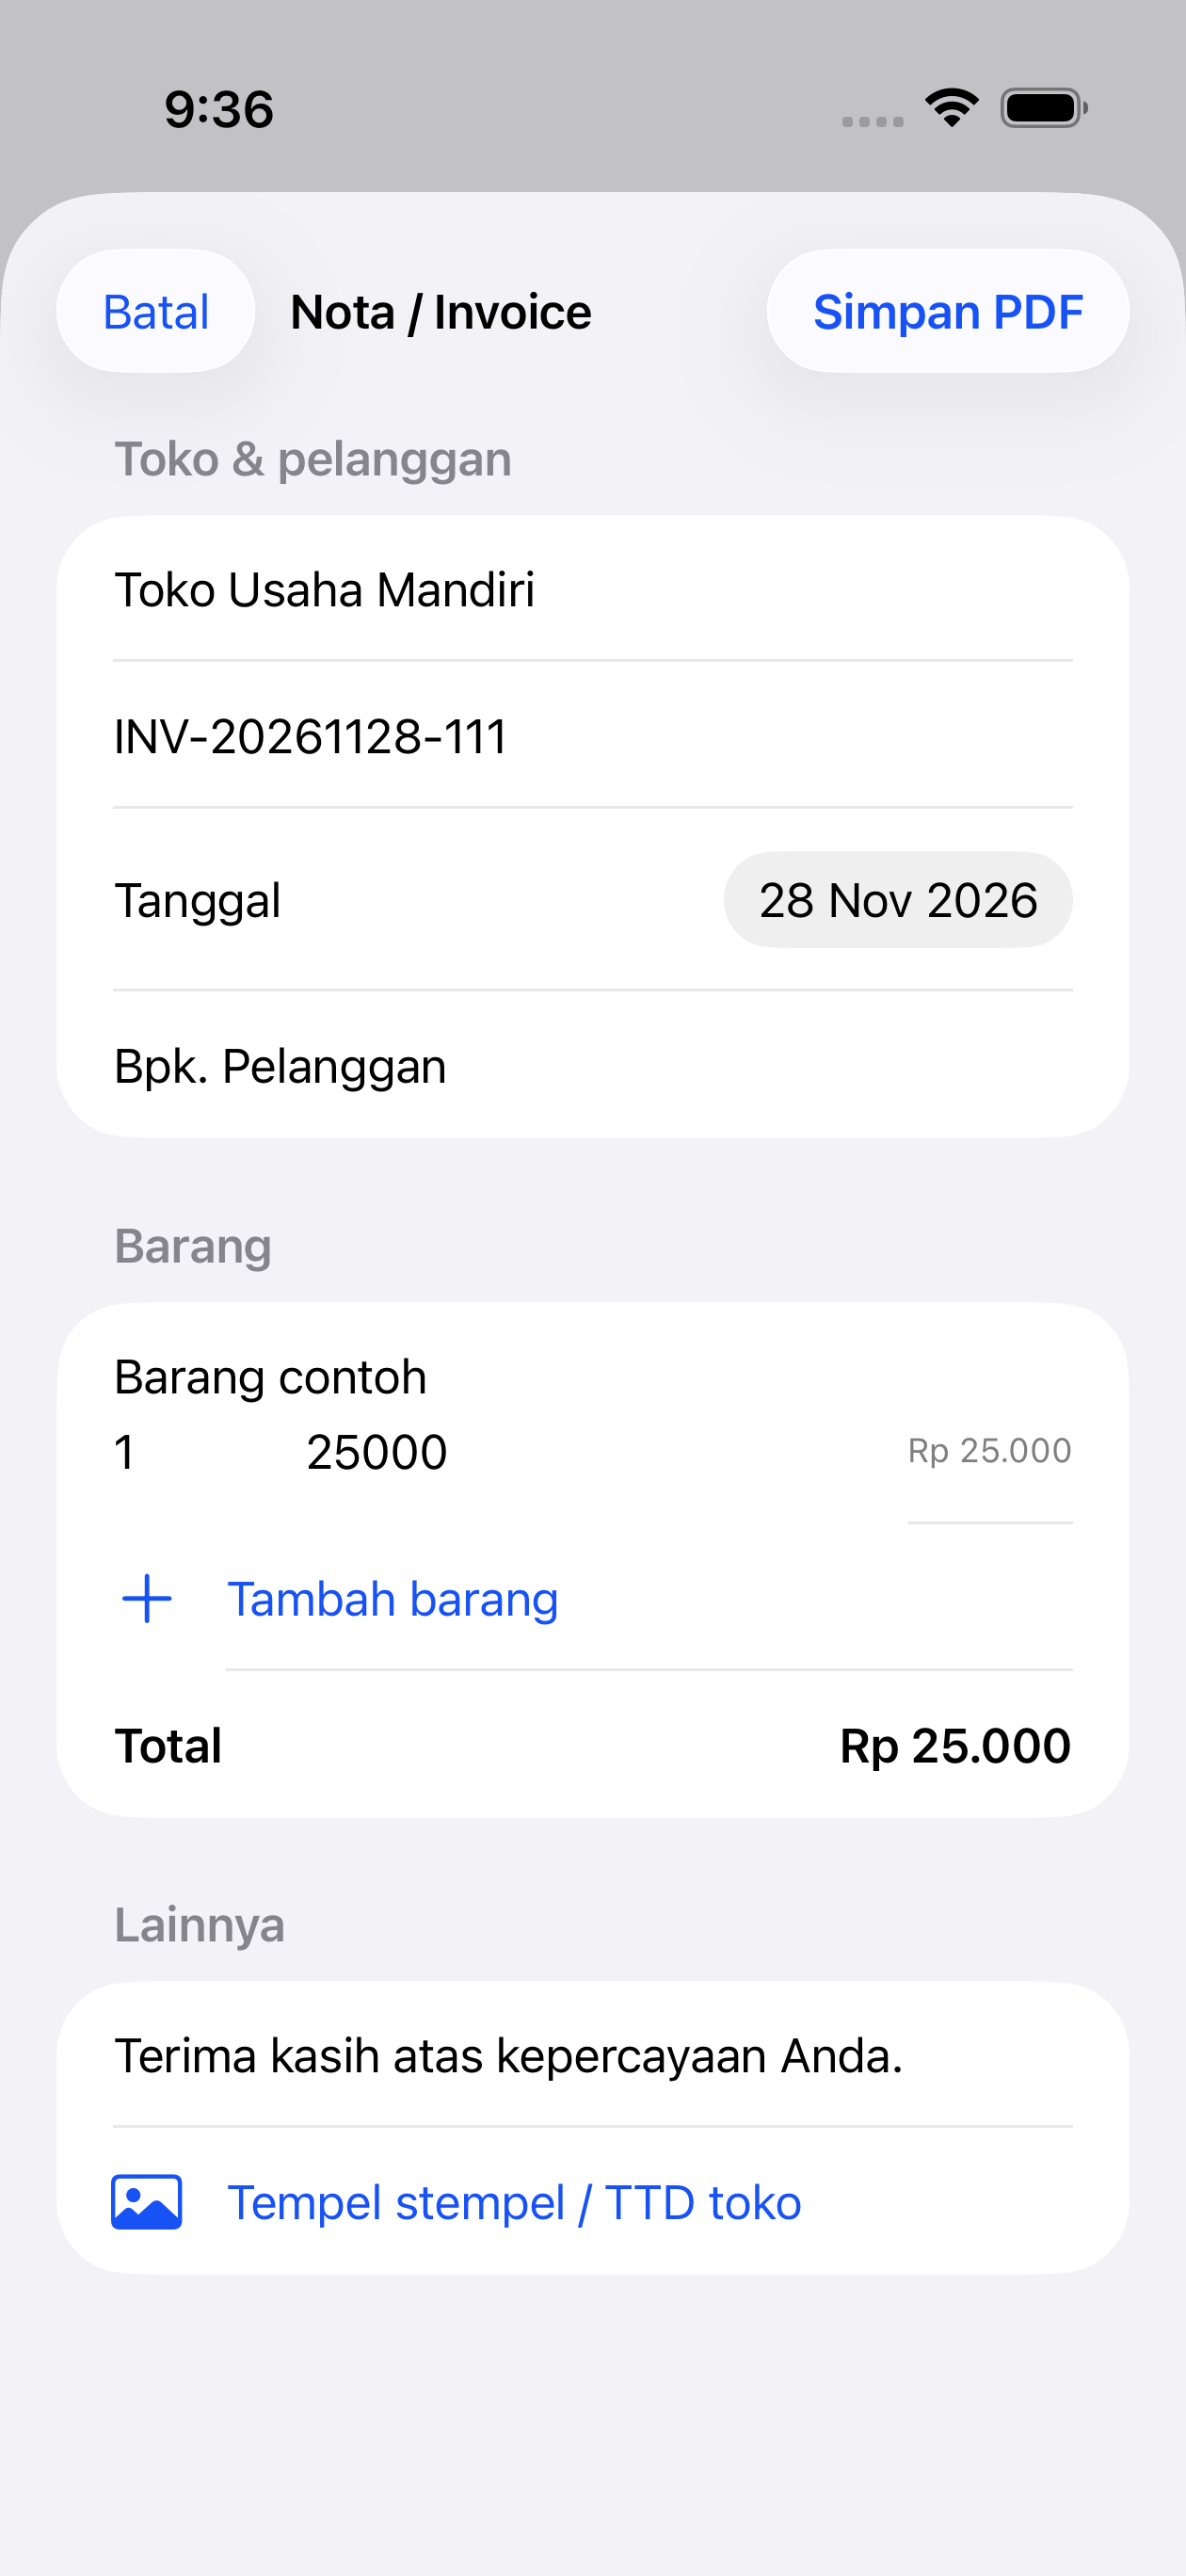 9:36
Batal
Nota / Invoice
Simpan PDF
Toko & pelanggan
Toko Usaha Mandiri
INV-20261128-111
Tanggal
28 Nov 2026
Bpk. Pelanggan
Barang
Barang contoh
1 25000 Rp 25.000
Tambah barang
Total Rp 25.000
Lainnya
Terima kasih atas kepercayaan Anda.
Tempel stempel / TTD toko